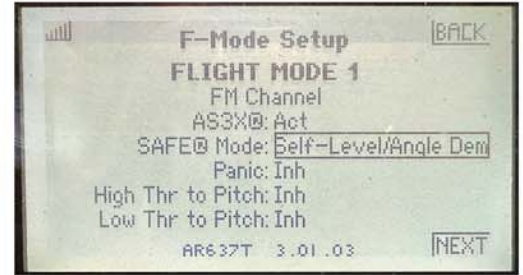 F-Mode Setup
BACK
FLIGHT MODE 1
FM Channel
AS3X®: Act
SAFE® Mode: Self-Level/Angle Dem
Panic: Inh
High Thr to Pitch: Inh
Low Thr to Pitch: Inh
AR637T 3.01.03
NEXT